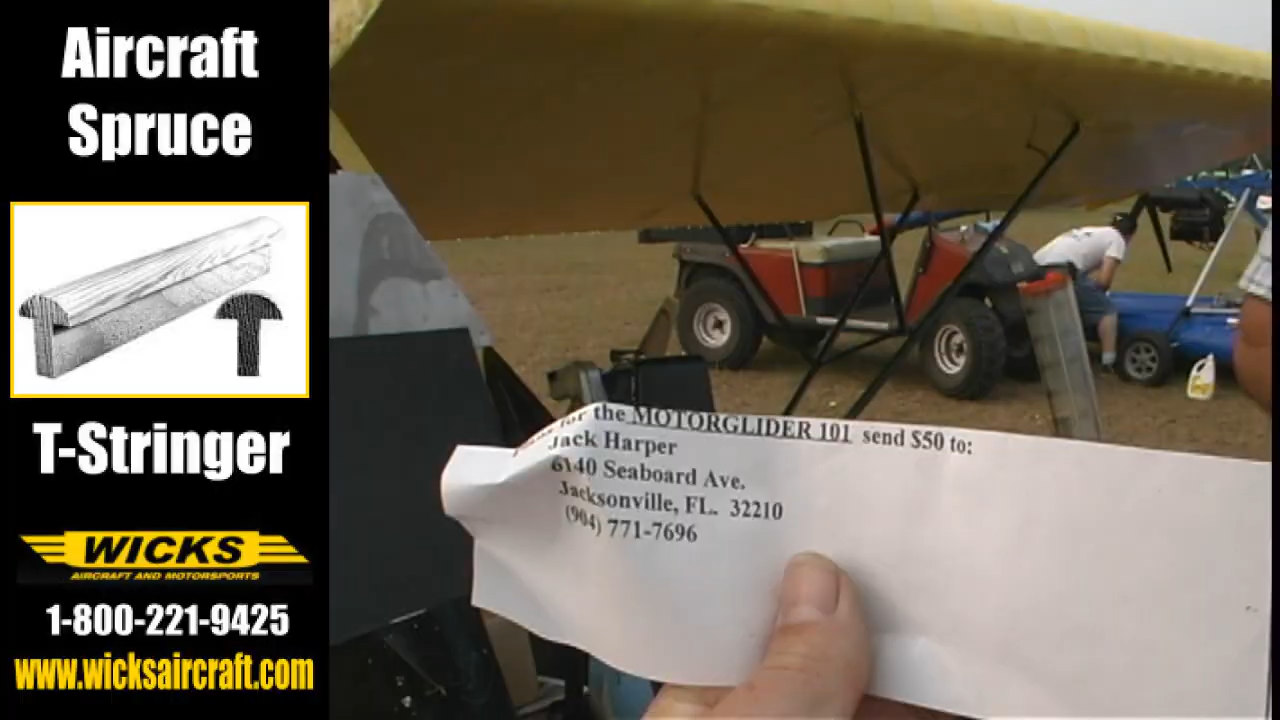 Aircraft
Spruce
T-Stringer
WICKS
AIRCRAFT AND MOTORSPORTS
1-800-221-9425
www.wicksaircraft.com
for the MOTORGLIDER 101 send $50 to:
Jack Harper
6140 Seaboard Ave.
Jacksonville, FL. 32210
(904) 771-7696